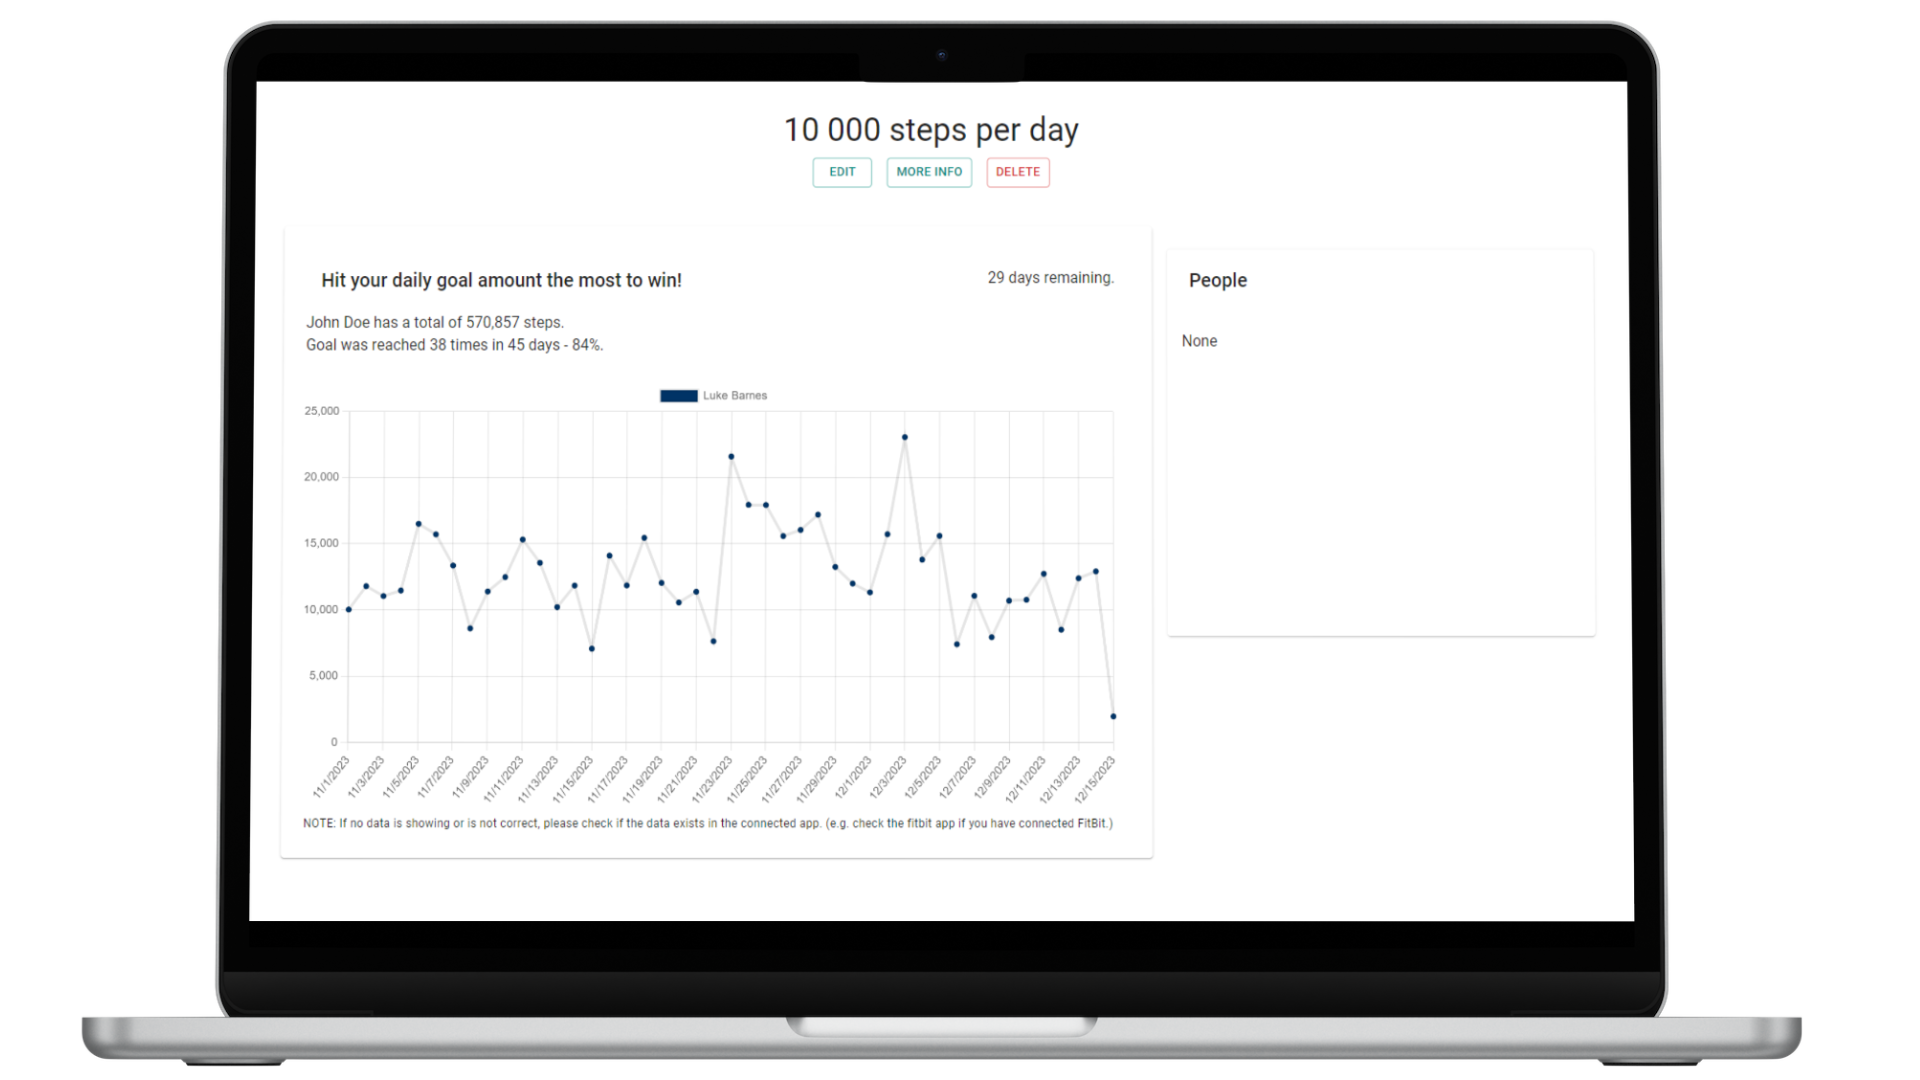 10 000 steps per day
EDIT
MORE INFO
DELETE
Hit your daily goal amount the most to win!
29 days remaining.
John Doe has a total of 570,857 steps.
Goal was reached 38 times in 45 days - 84%.
Luke Barnes
25,000
20,000
15,000
10,000
5,000
0
11/1/2023
11/3/2023
11/5/2023
11/7/2023
11/9/2023
11/11/2023
11/13/2023
11/15/2023
11/17/2023
11/19/2023
11/21/2023
11/23/2023
11/25/2023
11/27/2023
11/29/2023
12/1/2023
12/3/2023
12/5/2023
12/7/2023
12/9/2023
12/11/2023
12/13/2023
12/15/2023
NOTE: If no data is showing or is not correct, please check if the data exists in the connected app. (e.g. check the fitbit app if you have connected FitBit.)
People
None